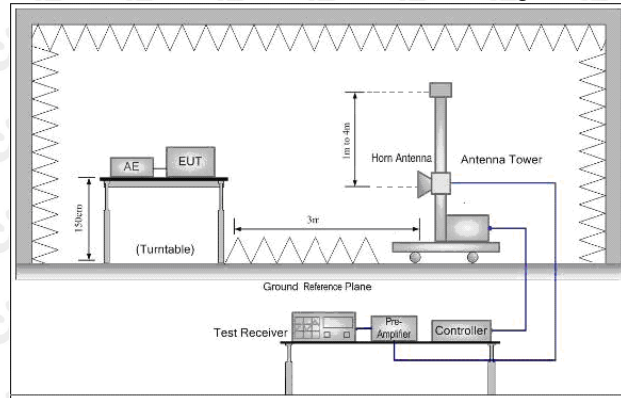 1m to 4m
Horn Antenna
Antenna Tower
AE
EUT
150cm
(Turntable)
3m
Ground Reference Plane
Test Receiver
Pre-
Amplifier
Controller